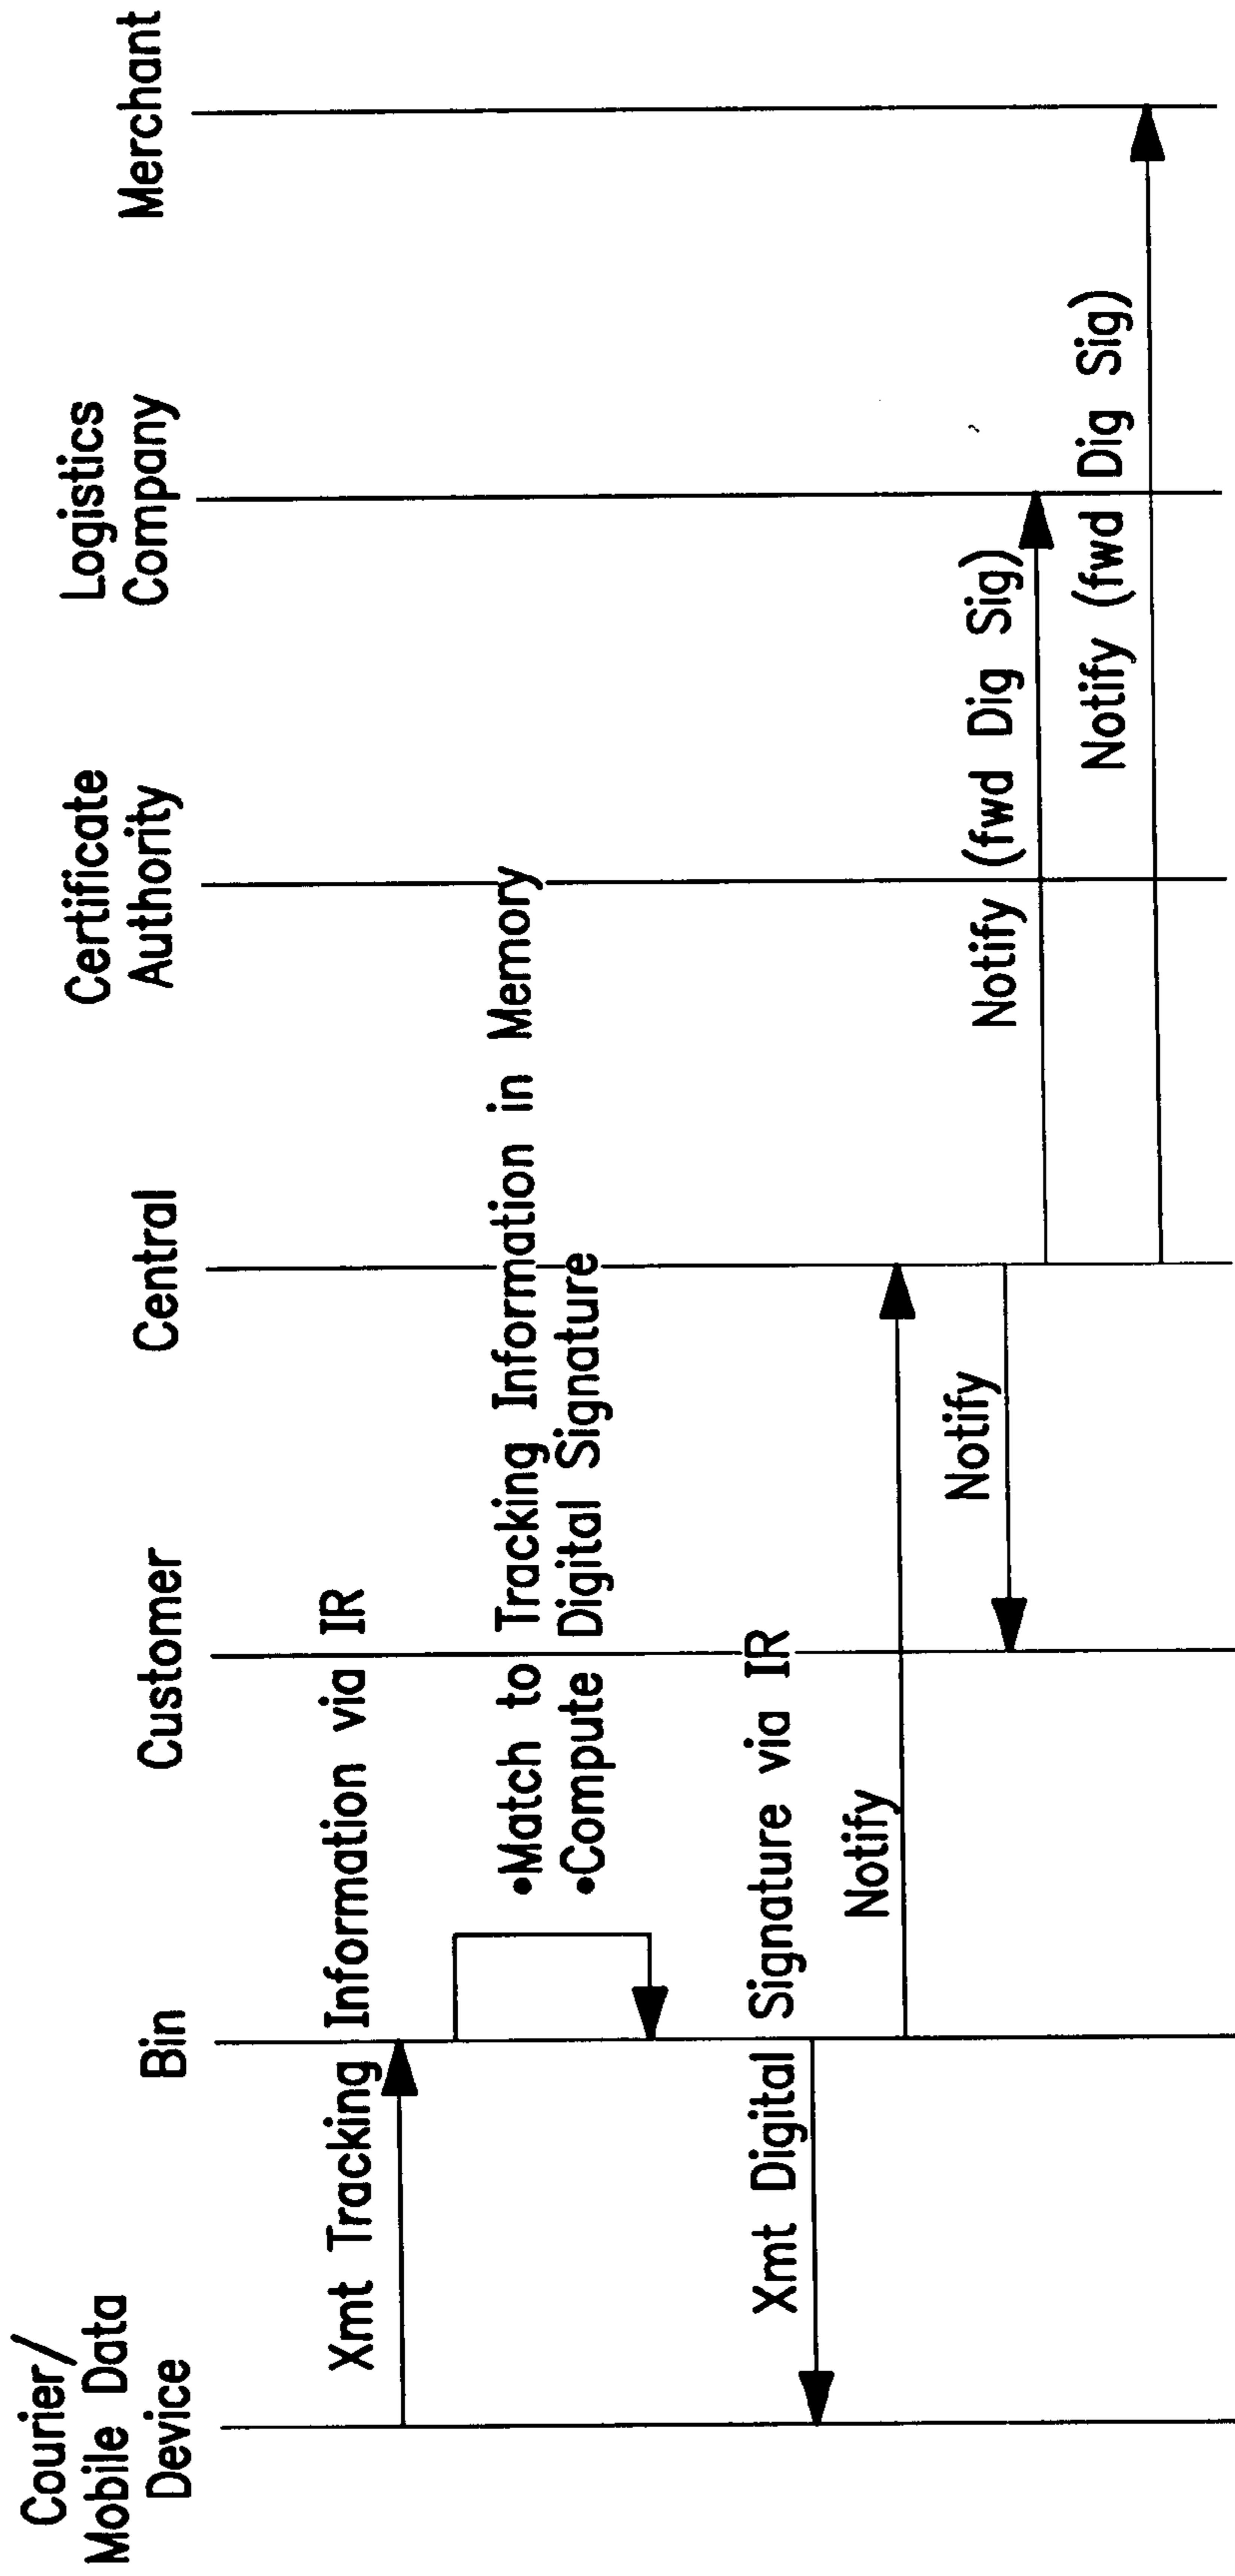 Courier/
Mobile Data
Device
Bin
Customer
Central
Certificate
Authority
Logistics
Company
Merchant
Xmt Tracking Information via IR
•Match to Tracking Information in Memory
•Compute Digital Signature
Xmt Digital Signature via IR
Notify
Notify
Notify (fwd Dig Sig)
Notify (fwd Dig Sig)